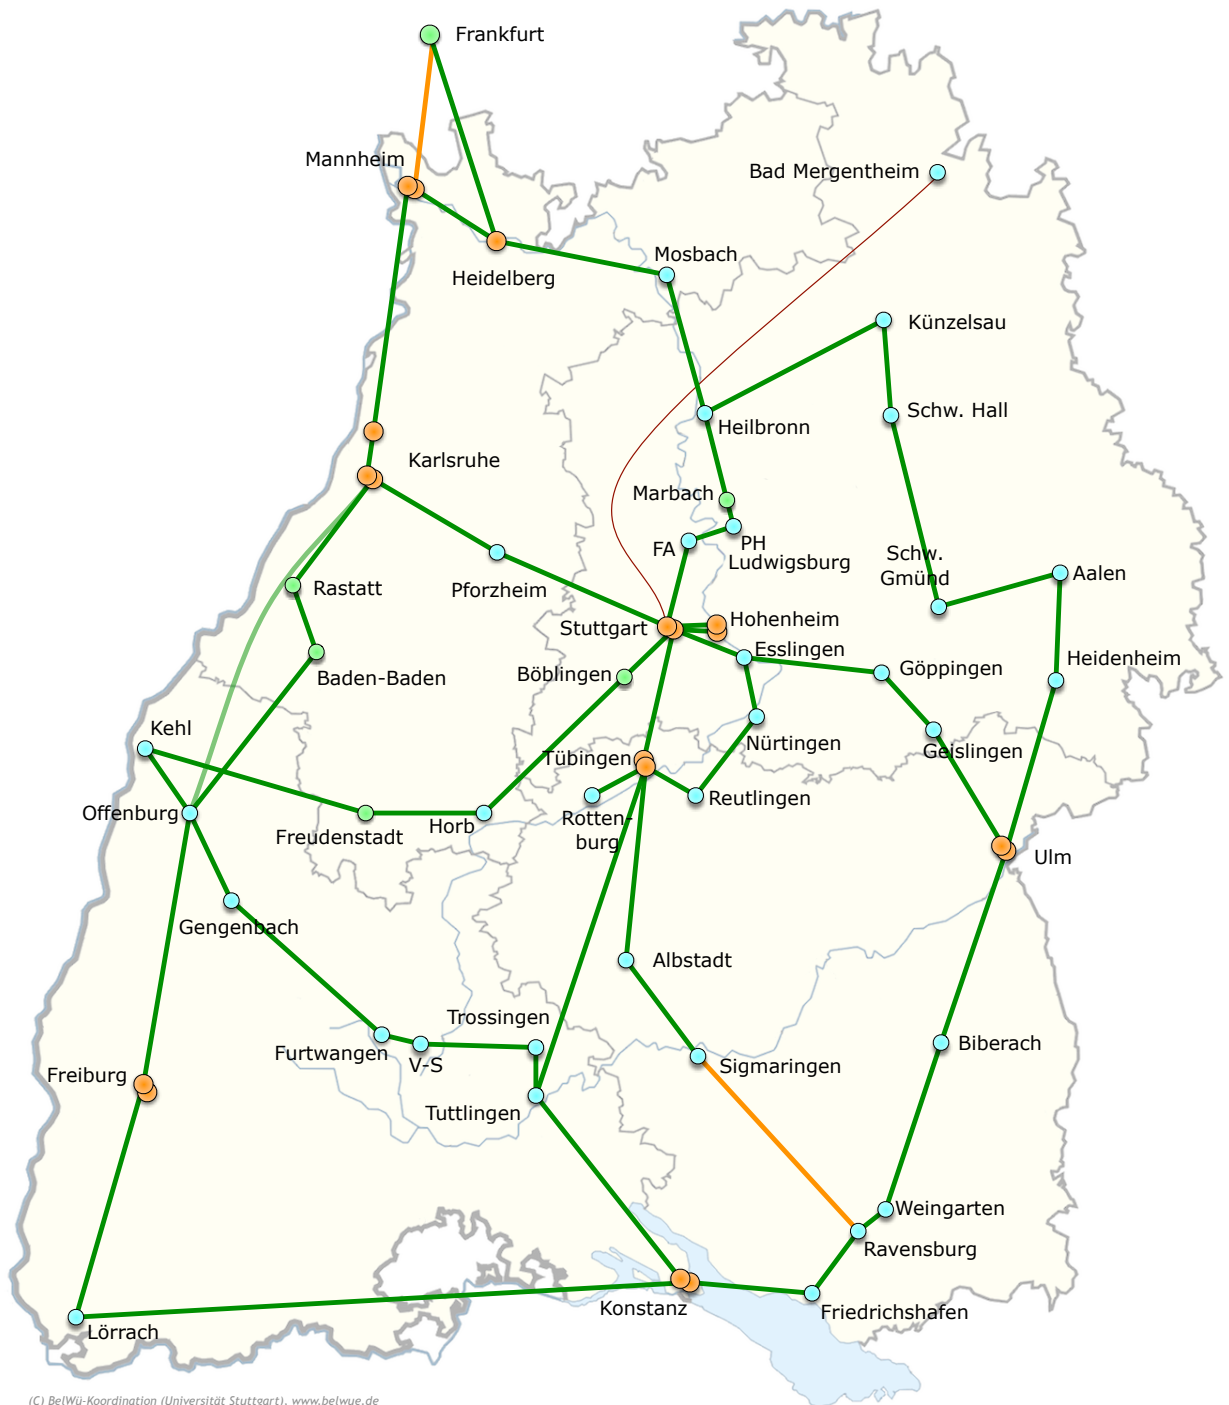 Frankfurt
Mannheim
Bad Mergentheim
Mosbach
Heidelberg
Künzelsau
Schw. Hall
Heilbronn
Karlsruhe
Marbach
FA
PH
Ludwigsburg
Schw.
Gmünd
Aalen
Rastatt
Pforzheim
Stuttgart
Hohenheim
Esslingen
Heidenheim
Göppingen
Böblingen
Baden-Baden
Kehl
Nürtingen
Geislingen
Tübingen
Reutlingen
Offenburg
Freudenstadt
Horb
Rotten-
burg
Ulm
Gengenbach
Albstadt
Trossingen
Furtwangen
V-S
Biberach
Sigmaringen
Freiburg
Tuttlingen
Weingarten
Ravensburg
Konstanz
Friedrichshafen
Lörrach
(C) BelWü-Koordination (Universität Stuttgart), www.belwue.de